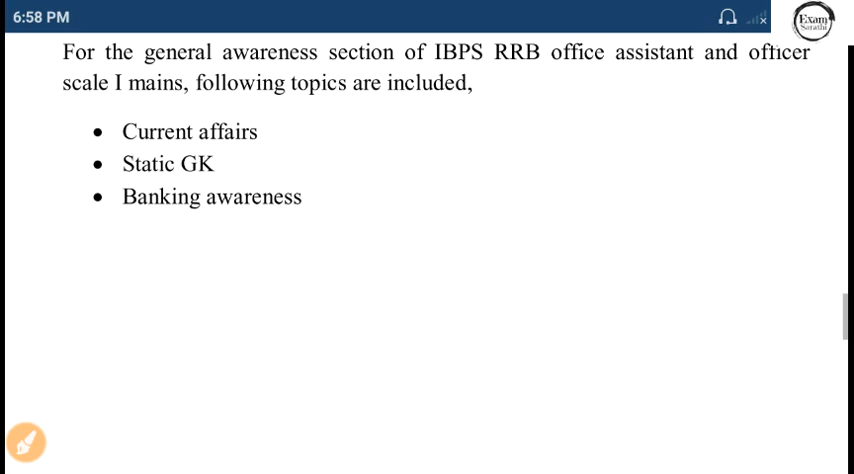 6:58 PM
Exam
Sarathi
For the general awareness section of IBPS RRB office assistant and officer
scale I mains, following topics are included,
• Current affairs
• Static GK
• Banking awareness